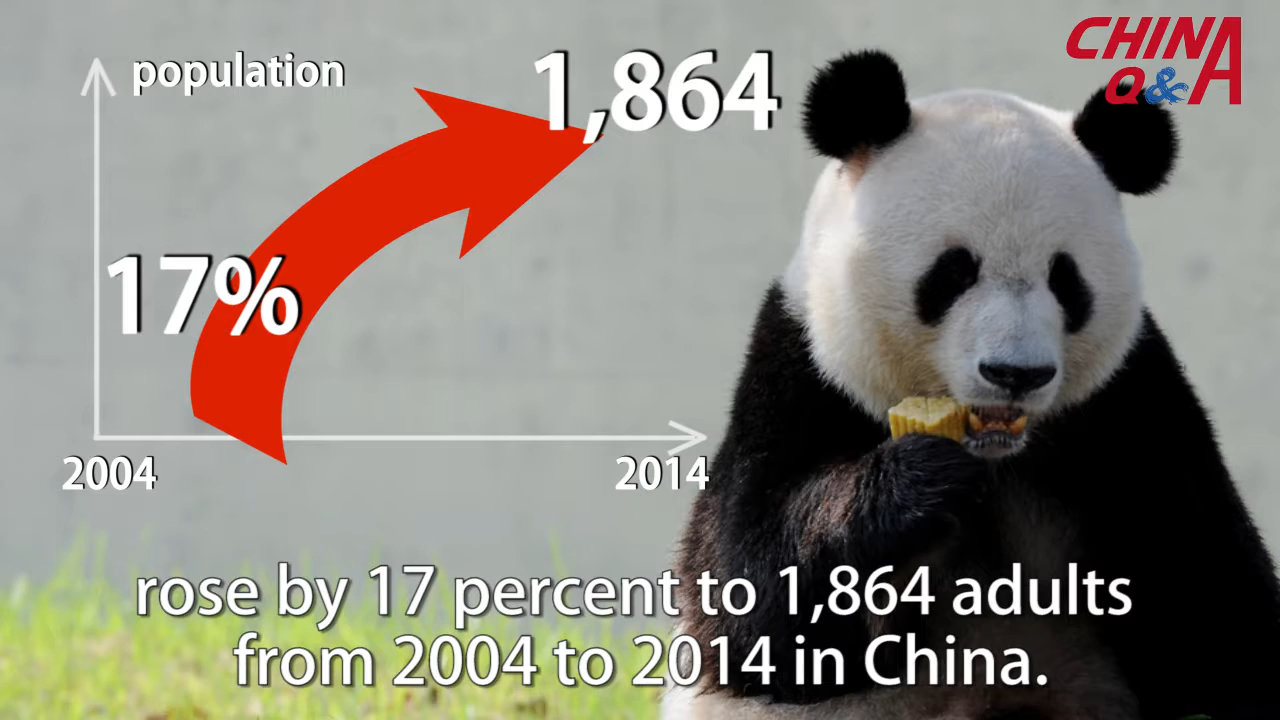 population
1,864
CHINA
Q&A
17%
2004
2014
rose by 17 percent to 1,864 adults
from 2004 to 2014 in China.